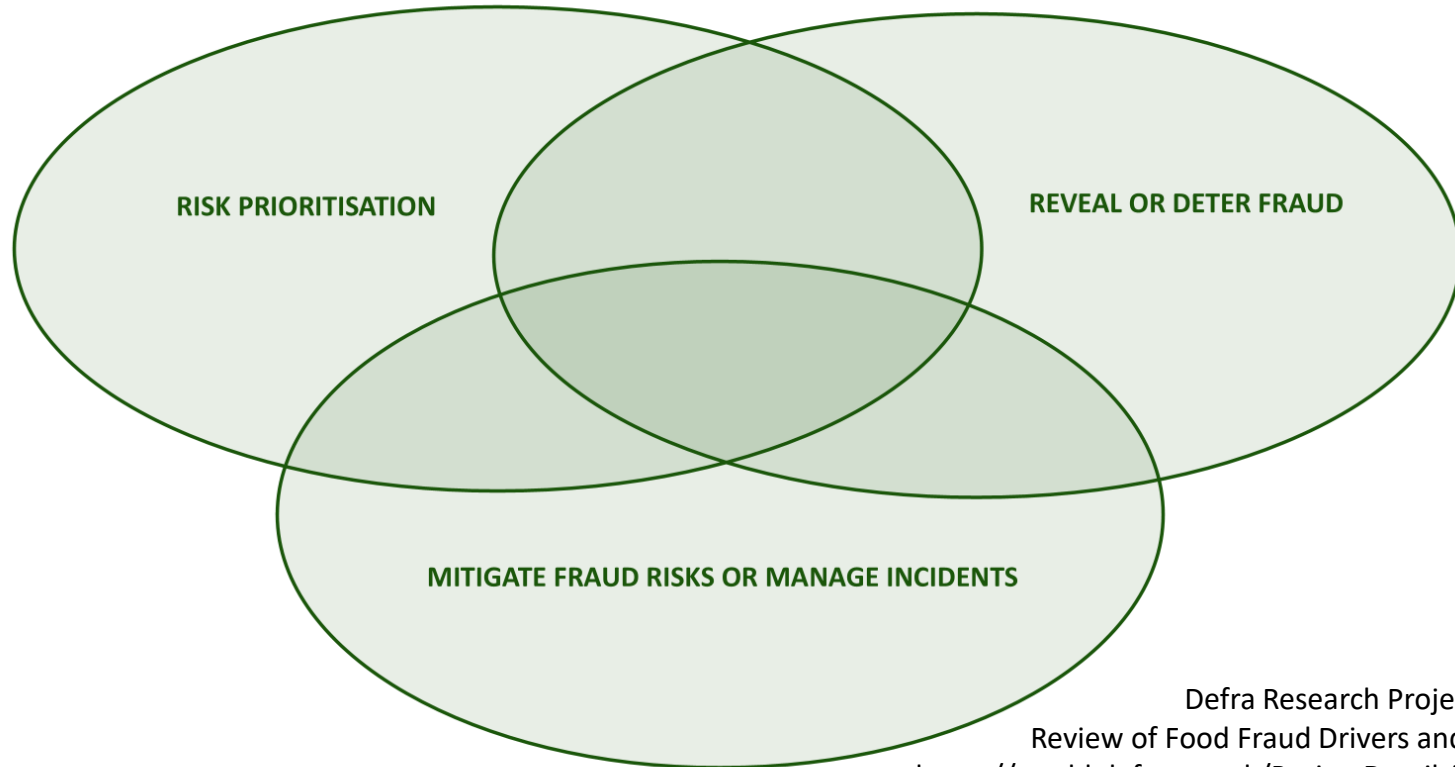 RISK PRIORITISATION
REVEAL OR DETER FRAUD
MITIGATE FRAUD RISKS OR MANAGE INCIDENTS
Defra Research Proje
Review of Food Fraud Drivers and